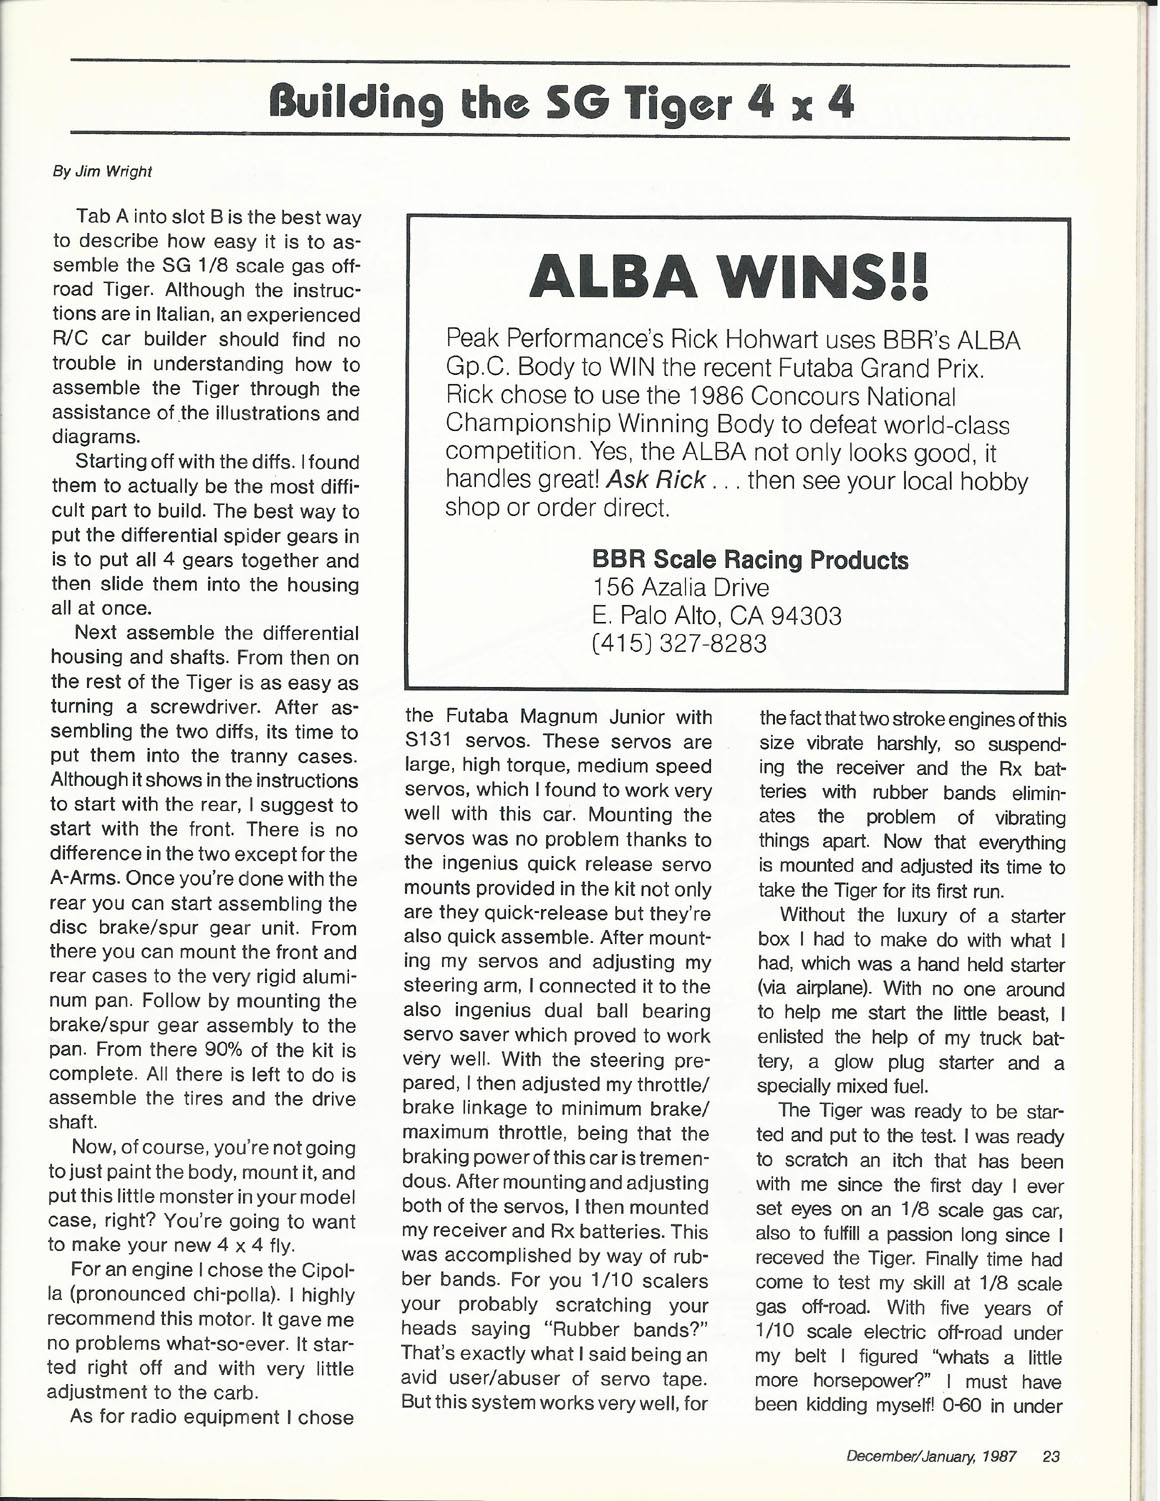 Building the SG Tiger 4 x 4
By Jim Wright
Tab A into slot B is the best way
to describe how easy it is to as-
semble the SG 1/8 scale gas off-
road Tiger. Although the instruc-
tions are in Italian, an experienced
R/C car builder should find no
trouble in understanding how to
assemble the Tiger through the
assistance of the illustrations and
diagrams.
Starting off with the diffs. I found
them to actually be the most diffi-
cult part to build. The best way to
put the differential spider gears in
is to put all 4 gears together and
then slide them into the housing
all at once.
Next assemble the differential
housing and shafts. From then on
the rest of the Tiger is as easy as
turning a screwdriver. After as-
sembling the two diffs, its time to
put them into the tranny cases.
Although it shows in the instructions
to start with the rear, I suggest to
start with the front. There is no
difference in the two except for the
A-Arms. Once you're done with the
rear you can start assembling the
disc brake/spur gear unit. From
there you can mount the front and
rear cases to the very rigid alumi-
num pan. Follow by mounting the
brake/spur gear assembly to the
pan. From there 90% of the kit is
complete. All there is left to do is
assemble the tires and the drive
shaft.
Now, of course, you're not going
to just paint the body, mount it, and
put this little monster in your model
case, right? You're going to want
to make your new 4 x 4 fly.
For an engine I chose the Cipol-
la (pronounced chi-polla). I highly
recommend this motor. It gave me
no problems what-so-ever. It star-
ted right off and with very little
adjustment to the carb.
As for radio equipment I chose
ALBA WINS!!
Peak Performance's Rick Hohwart uses BBR's ALBA
Gp.C. Body to WIN the recent Futaba Grand Prix.
Rick chose to use the 1986 Concours National
Championship Winning Body to defeat world-class
competition. Yes, the ALBA not only looks good, it
handles great! Ask Rick . . . then see your local hobby
shop or order direct.
BBR Scale Racing Products
156 Azalia Drive
E. Palo Alto, CA 94303
(415) 327-8283
the Futaba Magnum Junior with
S131 servos. These servos are
large, high torque, medium speed
servos, which I found to work very
well with this car. Mounting the
servos was no problem thanks to
the ingenius quick release servo
mounts provided in the kit not only
are they quick-release but they're
also quick assemble. After mount-
ing my servos and adjusting my
steering arm, I connected it to the
also ingenius dual ball bearing
servo saver which proved to work
very well. With the steering pre-
pared, I then adjusted my throttle/
brake linkage to minimum brake/
maximum throttle, being that the
braking power of this car is tremen-
dous. After mounting and adjusting
both of the servos, I then mounted
my receiver and Rx batteries. This
was accomplished by way of rub-
ber bands. For you 1/10 scalers
your probably scratching your
heads saying "Rubber bands?"
That's exactly what I said being an
avid user/abuser of servo tape.
But this system works very well, for
the fact that two stroke engines of this
size vibrate harshly, so suspend-
ing the receiver and the Rx bat-
teries with rubber bands elimin-
ates the problem of vibrating
things apart. Now that everything
is mounted and adjusted its time to
take the Tiger for its first run.
Without the luxury of a starter
box I had to make do with what I
had, which was a hand held starter
(via airplane). With no one around
to help me start the little beast, I
enlisted the help of my truck bat-
tery, a glow plug starter and a
specially mixed fuel.
The Tiger was ready to be star-
ted and put to the test. I was ready
to scratch an itch that has been
with me since the first day I ever
set eyes on an 1/8 scale gas car,
also to fulfill a passion long since I
receved the Tiger. Finally time had
come to test my skill at 1/8 scale
gas off-road. With five years of
1/10 scale electric off-road under
my belt I figured "whats a little
more horsepower?" I must have
been kidding myself! 0-60 in under
December/January, 1987 23